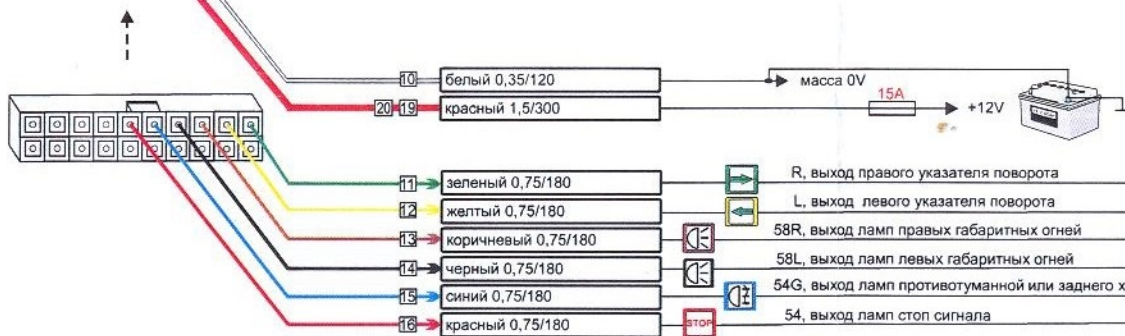 10 белый 0,35/120 масса 0V
15A
20 19 красный 1,5/300 +12V
11 зеленый 0,75/180 R, выход правого указателя поворота
12 желтый 0,75/180 L, выход левого указателя поворота
13 коричневый 0,75/180 58R, выход ламп правых габаритных огней
14 черный 0,75/180 58L, выход ламп левых габаритных огней
15 синий 0,75/180 54G, выход ламп противотуманной или заднего х
16 красный 0,75/180 STOP 54, выход ламп стоп сигнала